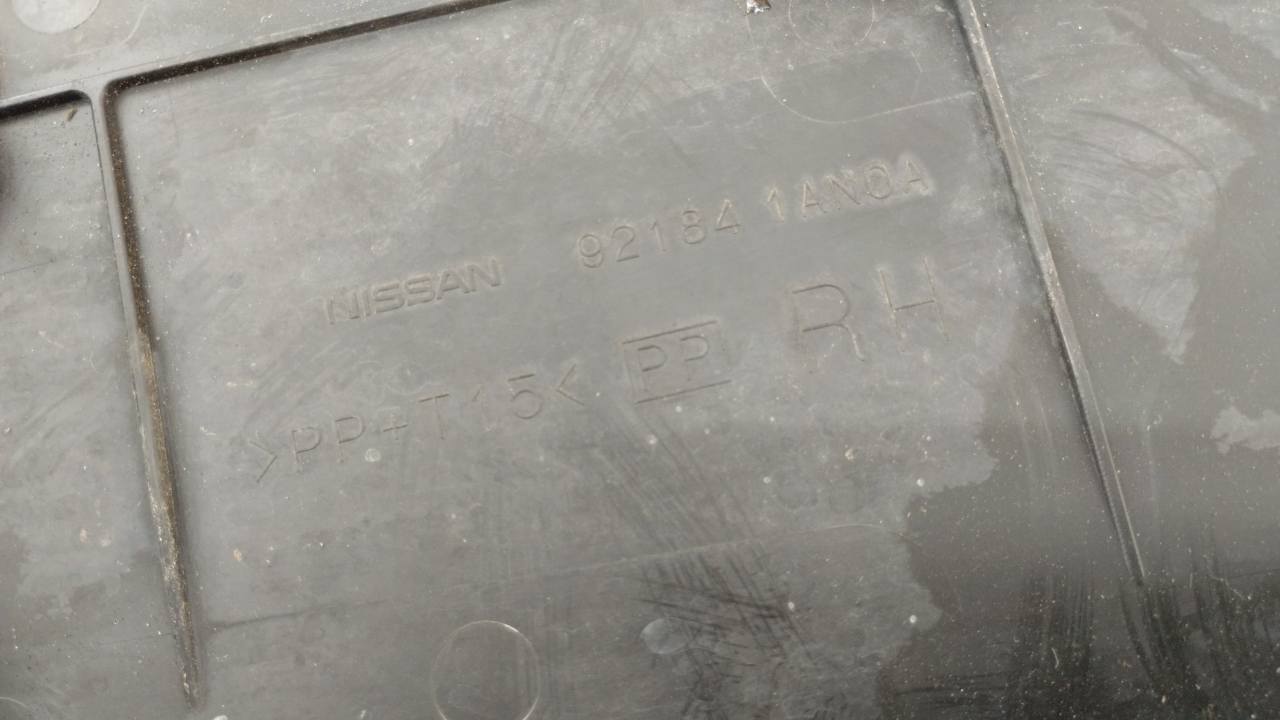 NISSAN 92184 1AN0A
>PP+T15< PP RH